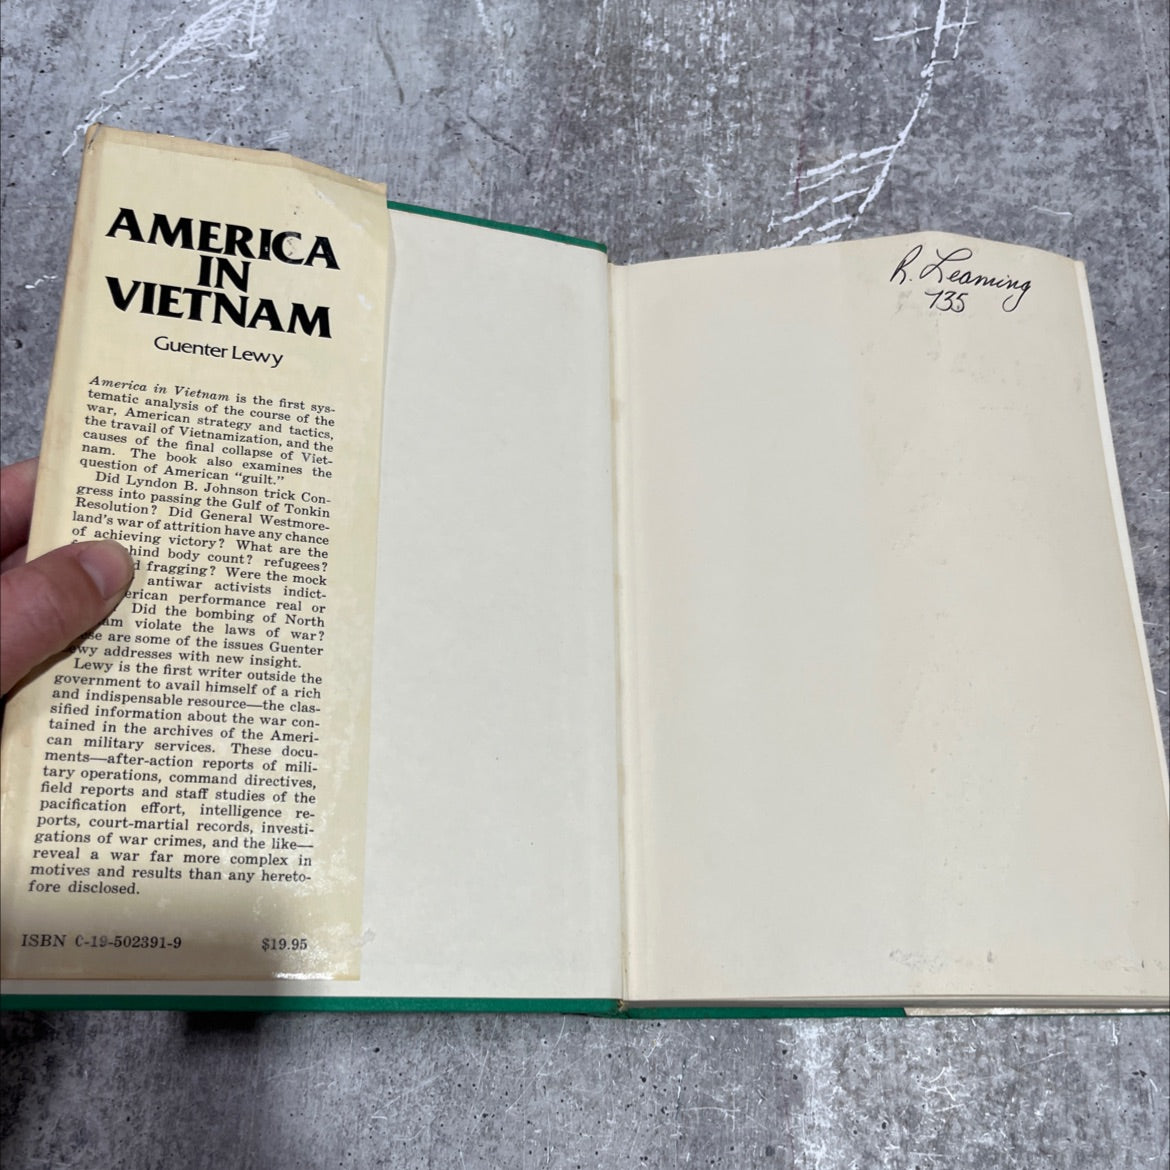 AMERICA
IN
VIETNAM
Guenter Lewy
America in Vietnam is the first sys-
tematic analysis of the course of the
war, American strategy and tactics,
the travail of Vietnamization, and the
causes of the final collapse of Viet-
nam. The book also examines the
question of American "guilt."
Did Lyndon B. Johnson trick Con-
gress into passing the Gulf of Tonkin
Resolution? Did General Westmore-
land's war of attrition have any chance
of achieving victory? What are the
hind body count? refugees?
fragging? Were the mock
antiwar activists indict-
erican performance real or
Did the bombing of North
am violate the laws of war?
se are some of the issues Guenter
Lewy addresses with new insight.
Lewy is the first writer outside the
government to avail himself of a rich
and indispensable resource—the clas-
sified information about the war con-
tained in the archives of the Ameri-
can military services. These docu-
ments—after-action reports of mili-
tary operations, command directives,
field reports and staff studies of the
pacification effort, intelligence re-
ports, court-martial records, investi-
gations of war crimes, and the like—
reveal a war far more complex in
motives and results than any hereto-
fore disclosed.
ISBN 0-19-502391-9 $19.95
R. Leaming
735